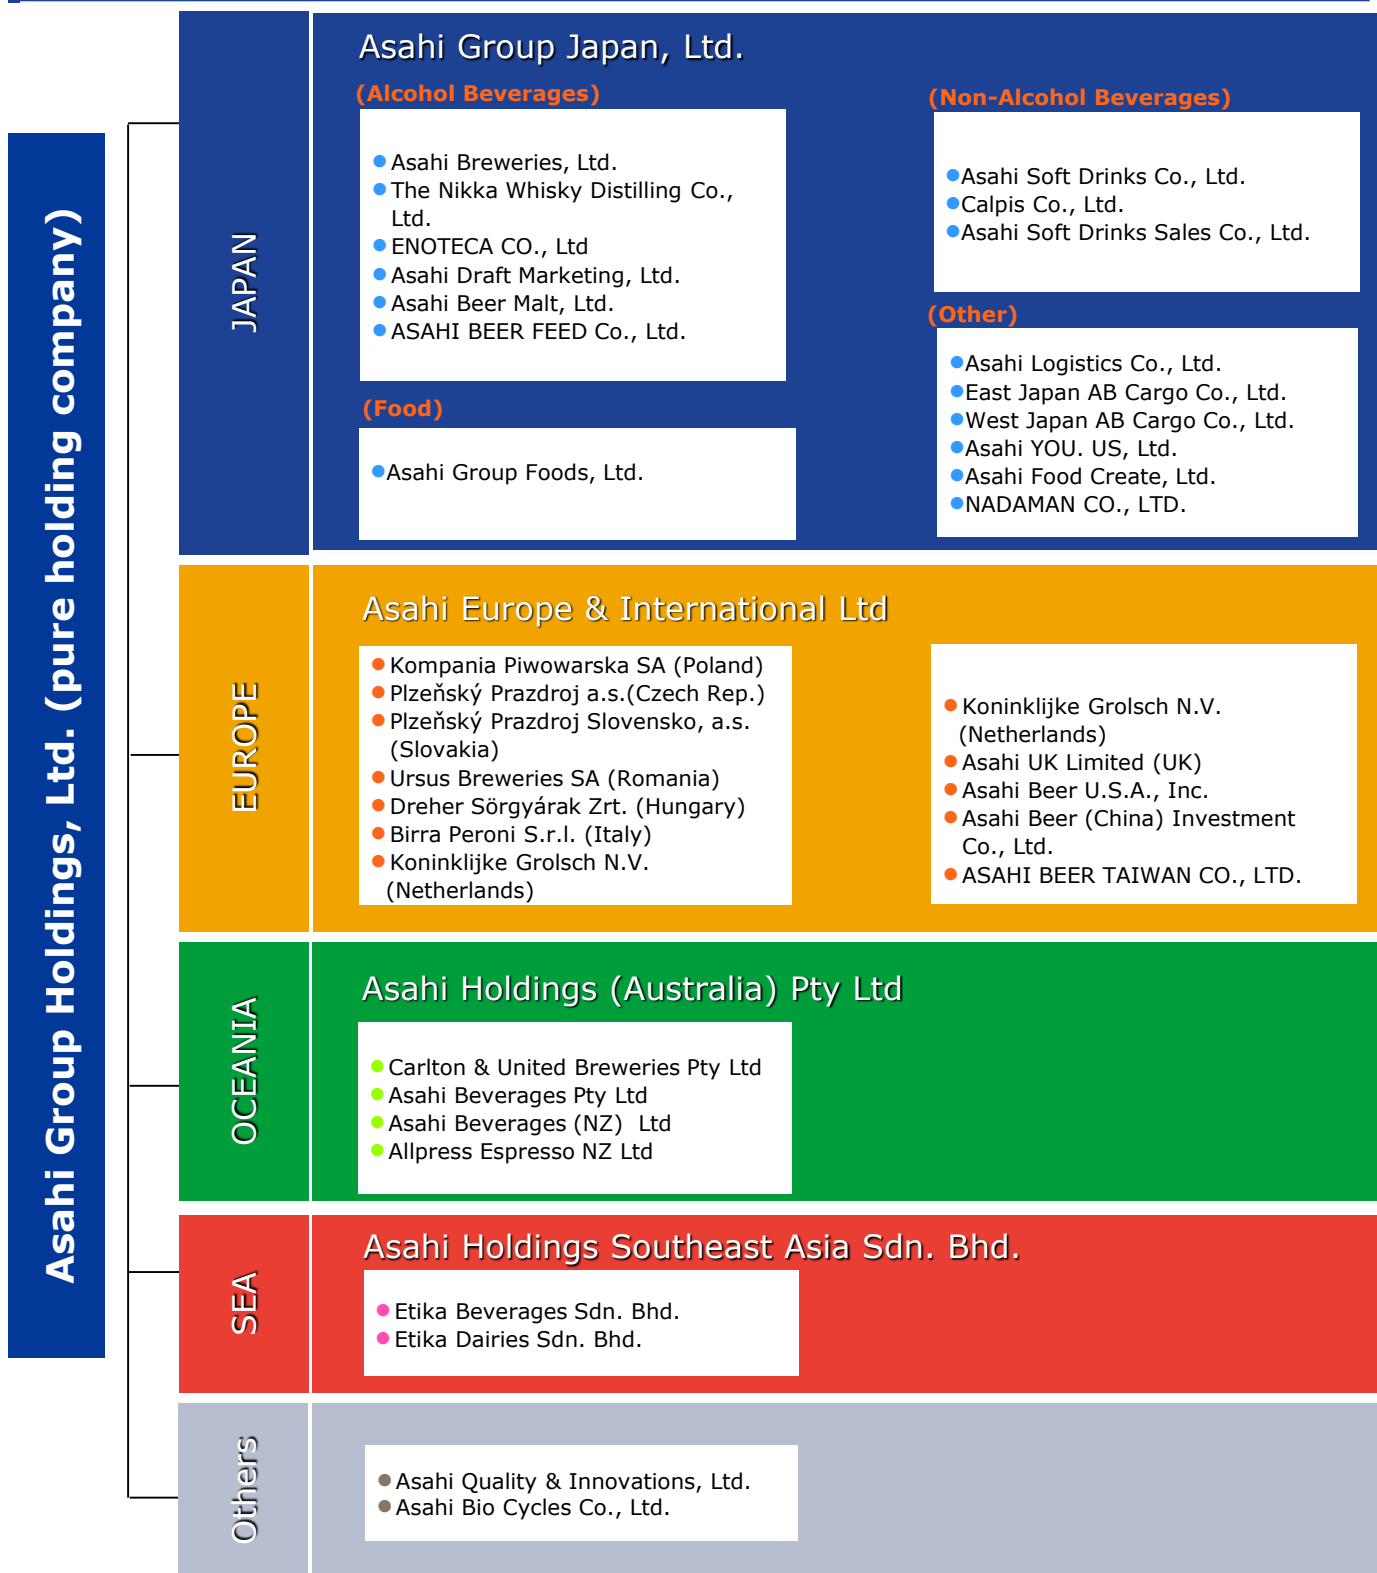 Asahi Group Holdings, Ltd. (pure holding company)
JAPAN
Asahi Group Japan, Ltd.
(Alcohol Beverages)
Asahi Breweries, Ltd.
The Nikka Whisky Distilling Co.,
Ltd.
ENOTECA CO., Ltd
Asahi Draft Marketing, Ltd.
Asahi Beer Malt, Ltd.
ASAHI BEER FEED Co., Ltd.
(Food)
Asahi Group Foods, Ltd.
(Non-Alcohol Beverages)
Asahi Soft Drinks Co., Ltd.
Calpis Co., Ltd.
Asahi Soft Drinks Sales Co., Ltd.
(Other)
Asahi Logistics Co., Ltd.
East Japan AB Cargo Co., Ltd.
West Japan AB Cargo Co., Ltd.
Asahi YOU. US, Ltd.
Asahi Food Create, Ltd.
NADAMAN CO., LTD.
EUROPE
Asahi Europe & International Ltd
Kompania Piwowarska SA (Poland)
Plzeňský Prazdroj a.s.(Czech Rep.)
Plzeňský Prazdroj Slovensko, a.s.
(Slovakia)
Ursus Breweries SA (Romania)
Dreher Sörgyárak Zrt. (Hungary)
Birra Peroni S.r.l. (Italy)
Koninklijke Grolsch N.V.
(Netherlands)
Koninklijke Grolsch N.V.
(Netherlands)
Asahi UK Limited (UK)
Asahi Beer U.S.A., Inc.
Asahi Beer (China) Investment
Co., Ltd.
ASAHI BEER TAIWAN CO., LTD.
OCEANIA
Asahi Holdings (Australia) Pty Ltd
Carlton & United Breweries Pty Ltd
Asahi Beverages Pty Ltd
Asahi Beverages (NZ) Ltd
Allpress Espresso NZ Ltd
SEA
Asahi Holdings Southeast Asia Sdn. Bhd.
Etika Beverages Sdn. Bhd.
Etika Dairies Sdn. Bhd.
Others
Asahi Quality & Innovations, Ltd.
Asahi Bio Cycles Co., Ltd.